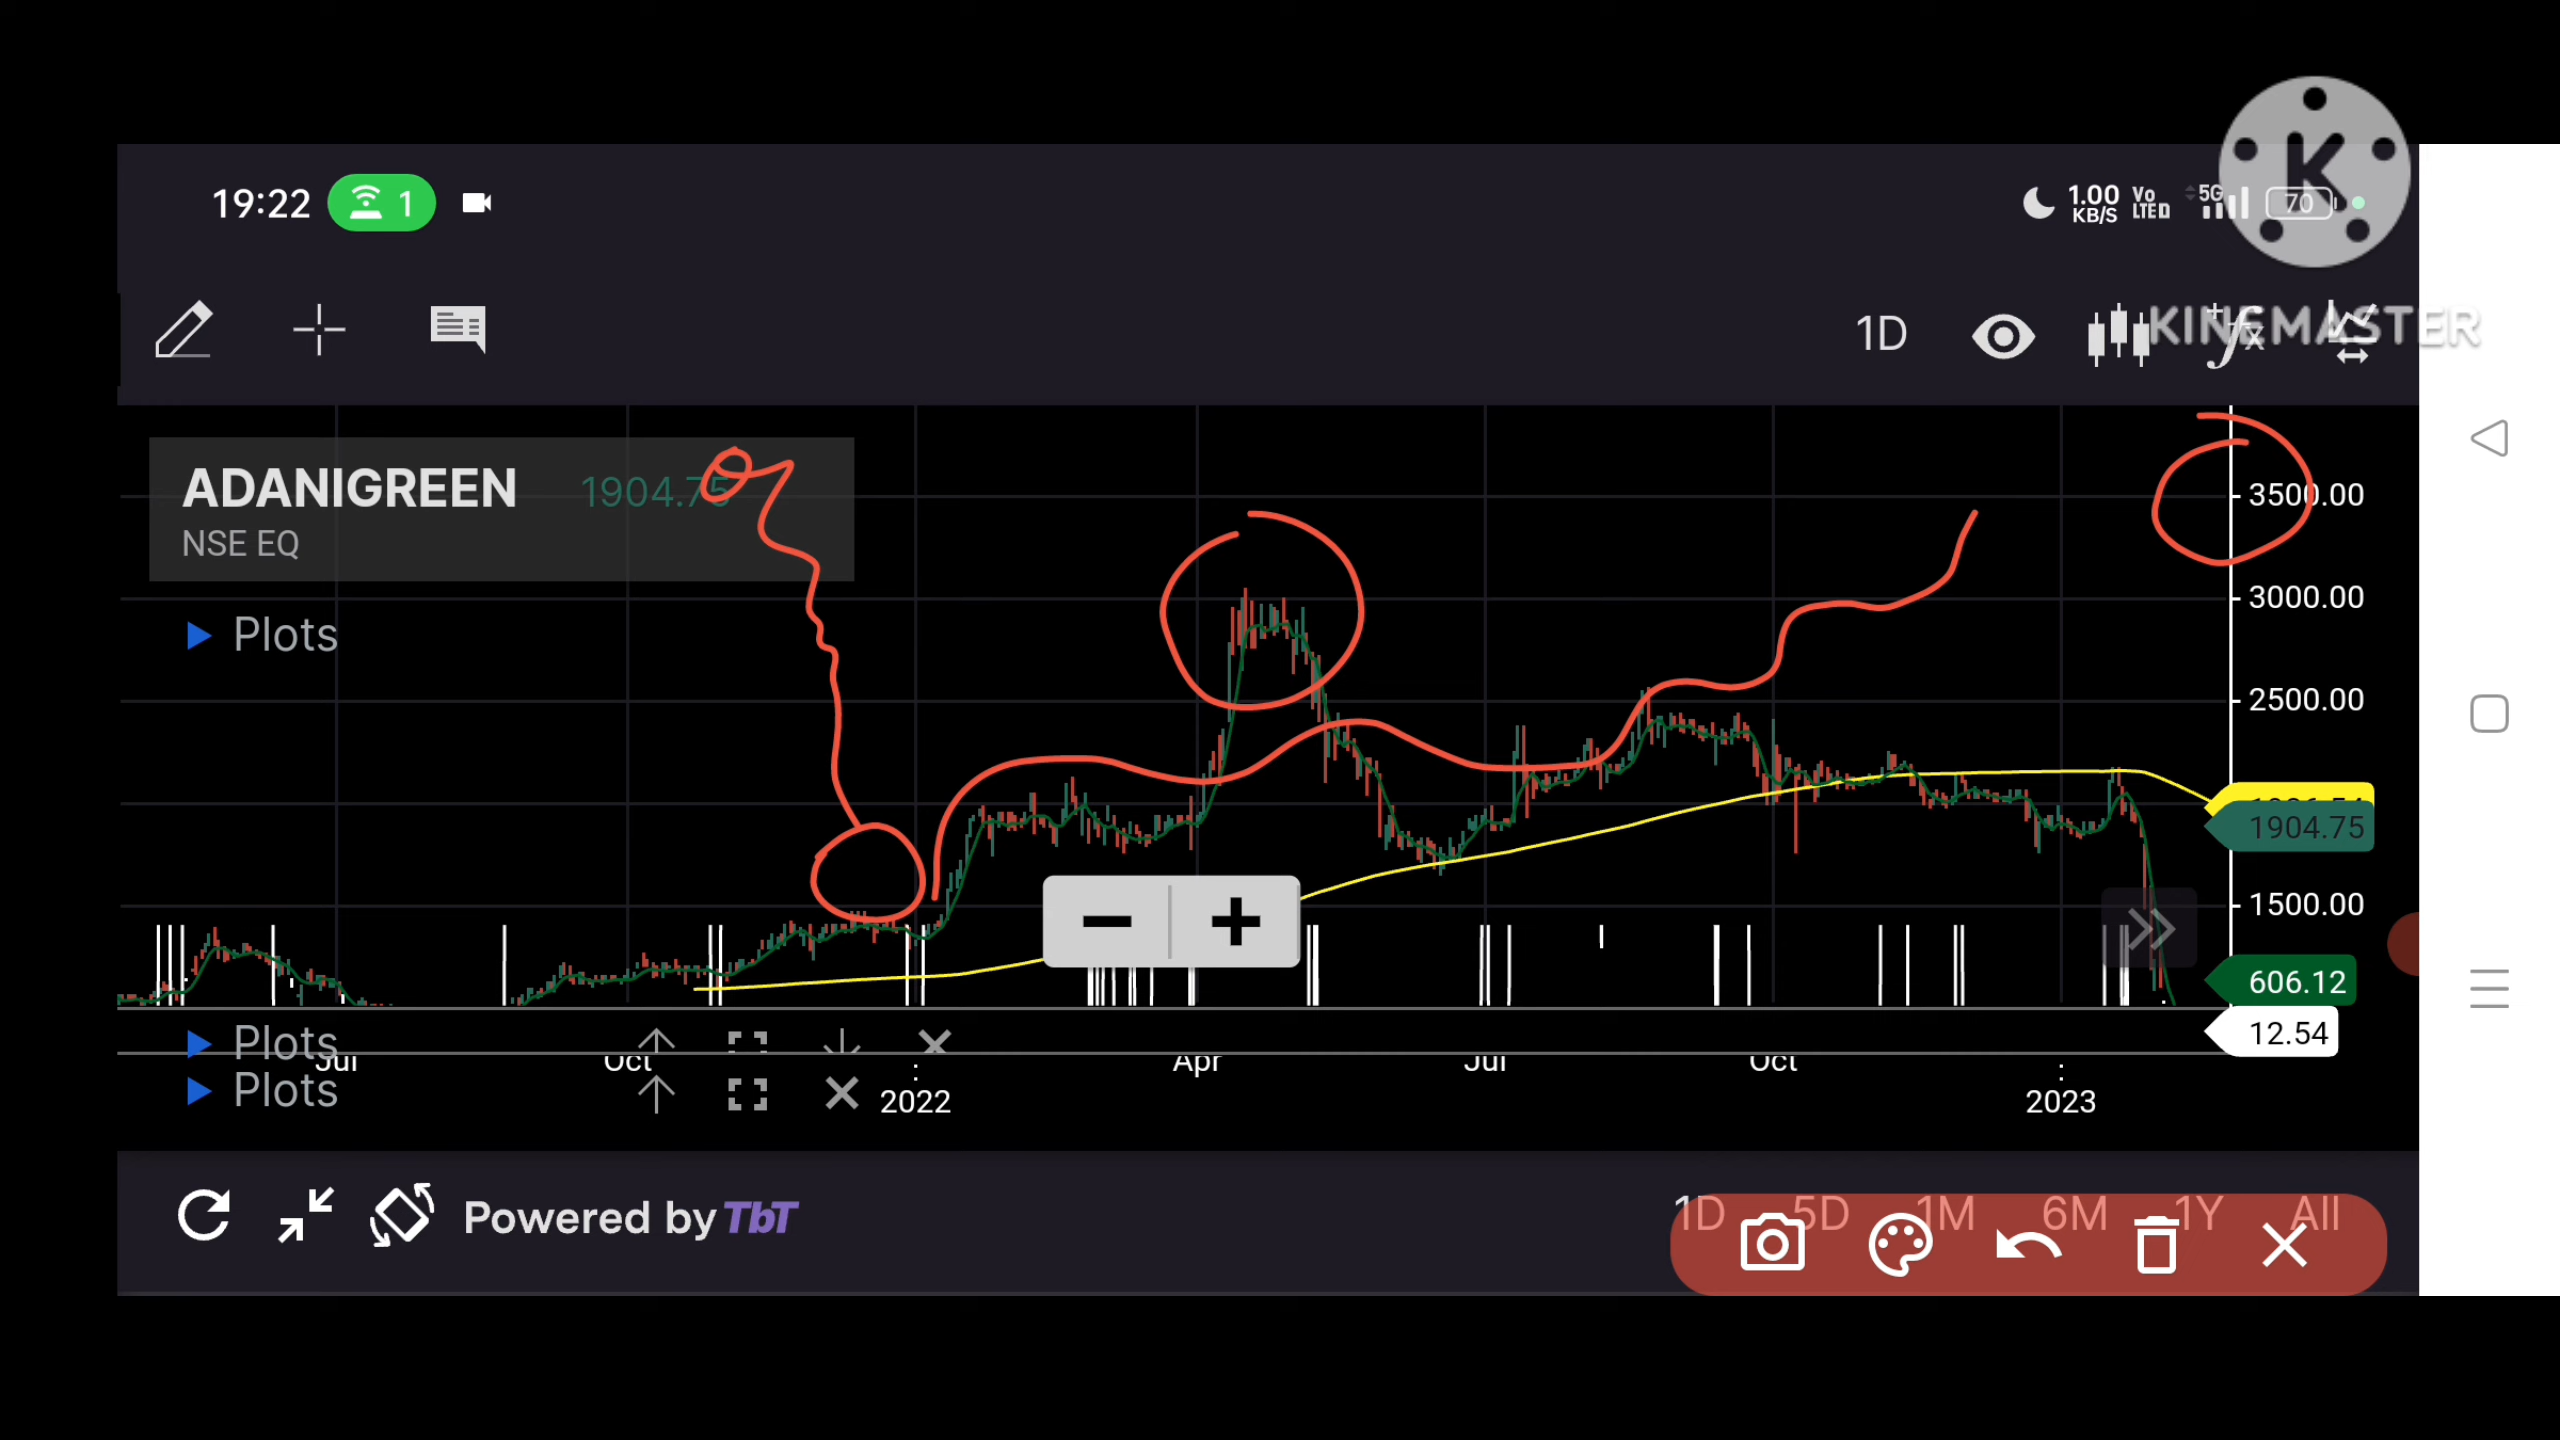 19:22 1 1.00 KB/S Vo LTE 5G 70
K
KINEMASTER
1D fx
ADANIGREEN 1904.75
NSE EQ
Plots
3500.00
3000.00
2500.00
1904.75
1500.00
606.12
12.54
Plots
Jul Oct Apr Jul Oct
Plots
2022 2023
Powered by TbT
1D 5D 1M 6M 1Y All